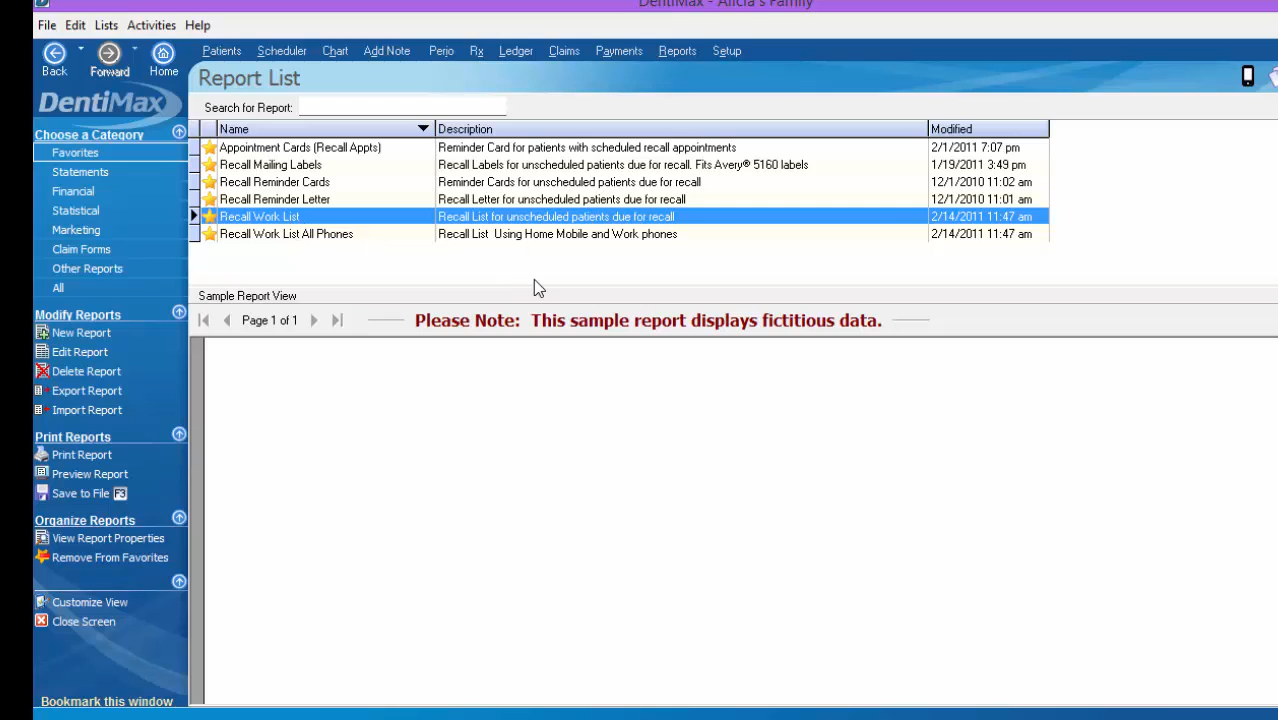 DentiMax - Alicia's Family
File Edit Lists Activities Help
Back Forward Home
Patients Scheduler Chart Add Note Perio Rx Ledger Claims Payments Reports Setup
Report List
DentiMax
Search for Report:
Choose a Category
Favorites
Statements
Financial
Statistical
Marketing
Claim Forms
Other Reports
All
Modify Reports
New Report
Edit Report
Delete Report
Export Report
Import Report
Print Reports
Print Report
Preview Report
Save to File F3
Organize Reports
View Report Properties
Remove From Favorites
Customize View
Close Screen
Bookmark this window
Name Description Modified
Appointment Cards (Recall Appts) Reminder Card for patients with scheduled recall appointments 2/1/2011 7:07 pm
Recall Mailing Labels Recall Labels for unscheduled patients due for recall. Fits Avery® 5160 labels 1/19/2011 3:49 pm
Recall Reminder Cards Reminder Cards for unscheduled patients due for recall 12/1/2010 11:02 am
Recall Reminder Letter Recall Letter for unscheduled patients due for recall 12/1/2010 11:01 am
Recall Work List Recall List for unscheduled patients due for recall 2/14/2011 11:47 am
Recall Work List All Phones Recall List Using Home Mobile and Work phones 2/14/2011 11:47 am
Sample Report View
Page 1 of 1
Please Note: This sample report displays fictitious data.